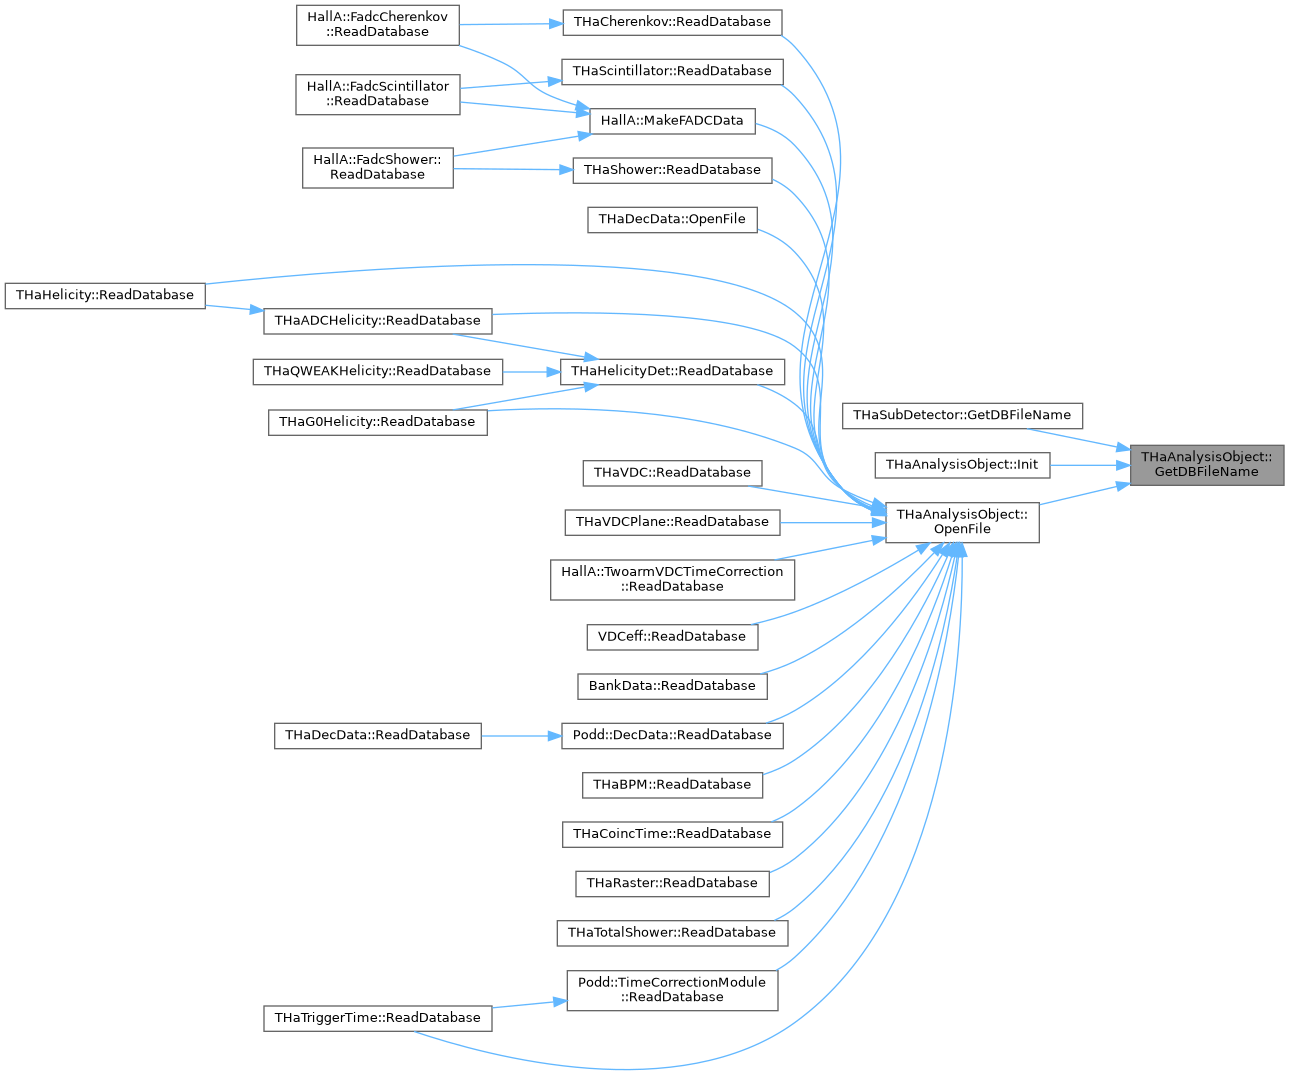 HallA::FadcCherenkov
::ReadDatabase
THaCherenkov::ReadDatabase
HallA::FadcScintillator
::ReadDatabase
THaScintillator::ReadDatabase
HallA::MakeFADCData
HallA::FadcShower::
ReadDatabase
THaShower::ReadDatabase
THaDecData::OpenFile
THaHelicity::ReadDatabase
THaADCHelicity::ReadDatabase
THaQWEAKHelicity::ReadDatabase
THaHelicityDet::ReadDatabase
THaG0Helicity::ReadDatabase
THaSubDetector::GetDBFileName
THaAnalysisObject::Init
THaAnalysisObject::
GetDBFileName
THaVDC::ReadDatabase
THaVDCPlane::ReadDatabase
THaAnalysisObject::
OpenFile
HallA::TwoarmVDCTimeCorrection
::ReadDatabase
VDCeff::ReadDatabase
BankData::ReadDatabase
THaDecData::ReadDatabase
Podd::DecData::ReadDatabase
THaBPM::ReadDatabase
THaCoincTime::ReadDatabase
THaRaster::ReadDatabase
THaTotalShower::ReadDatabase
Podd::TimeCorrectionModule
::ReadDatabase
THaTriggerTime::ReadDatabase